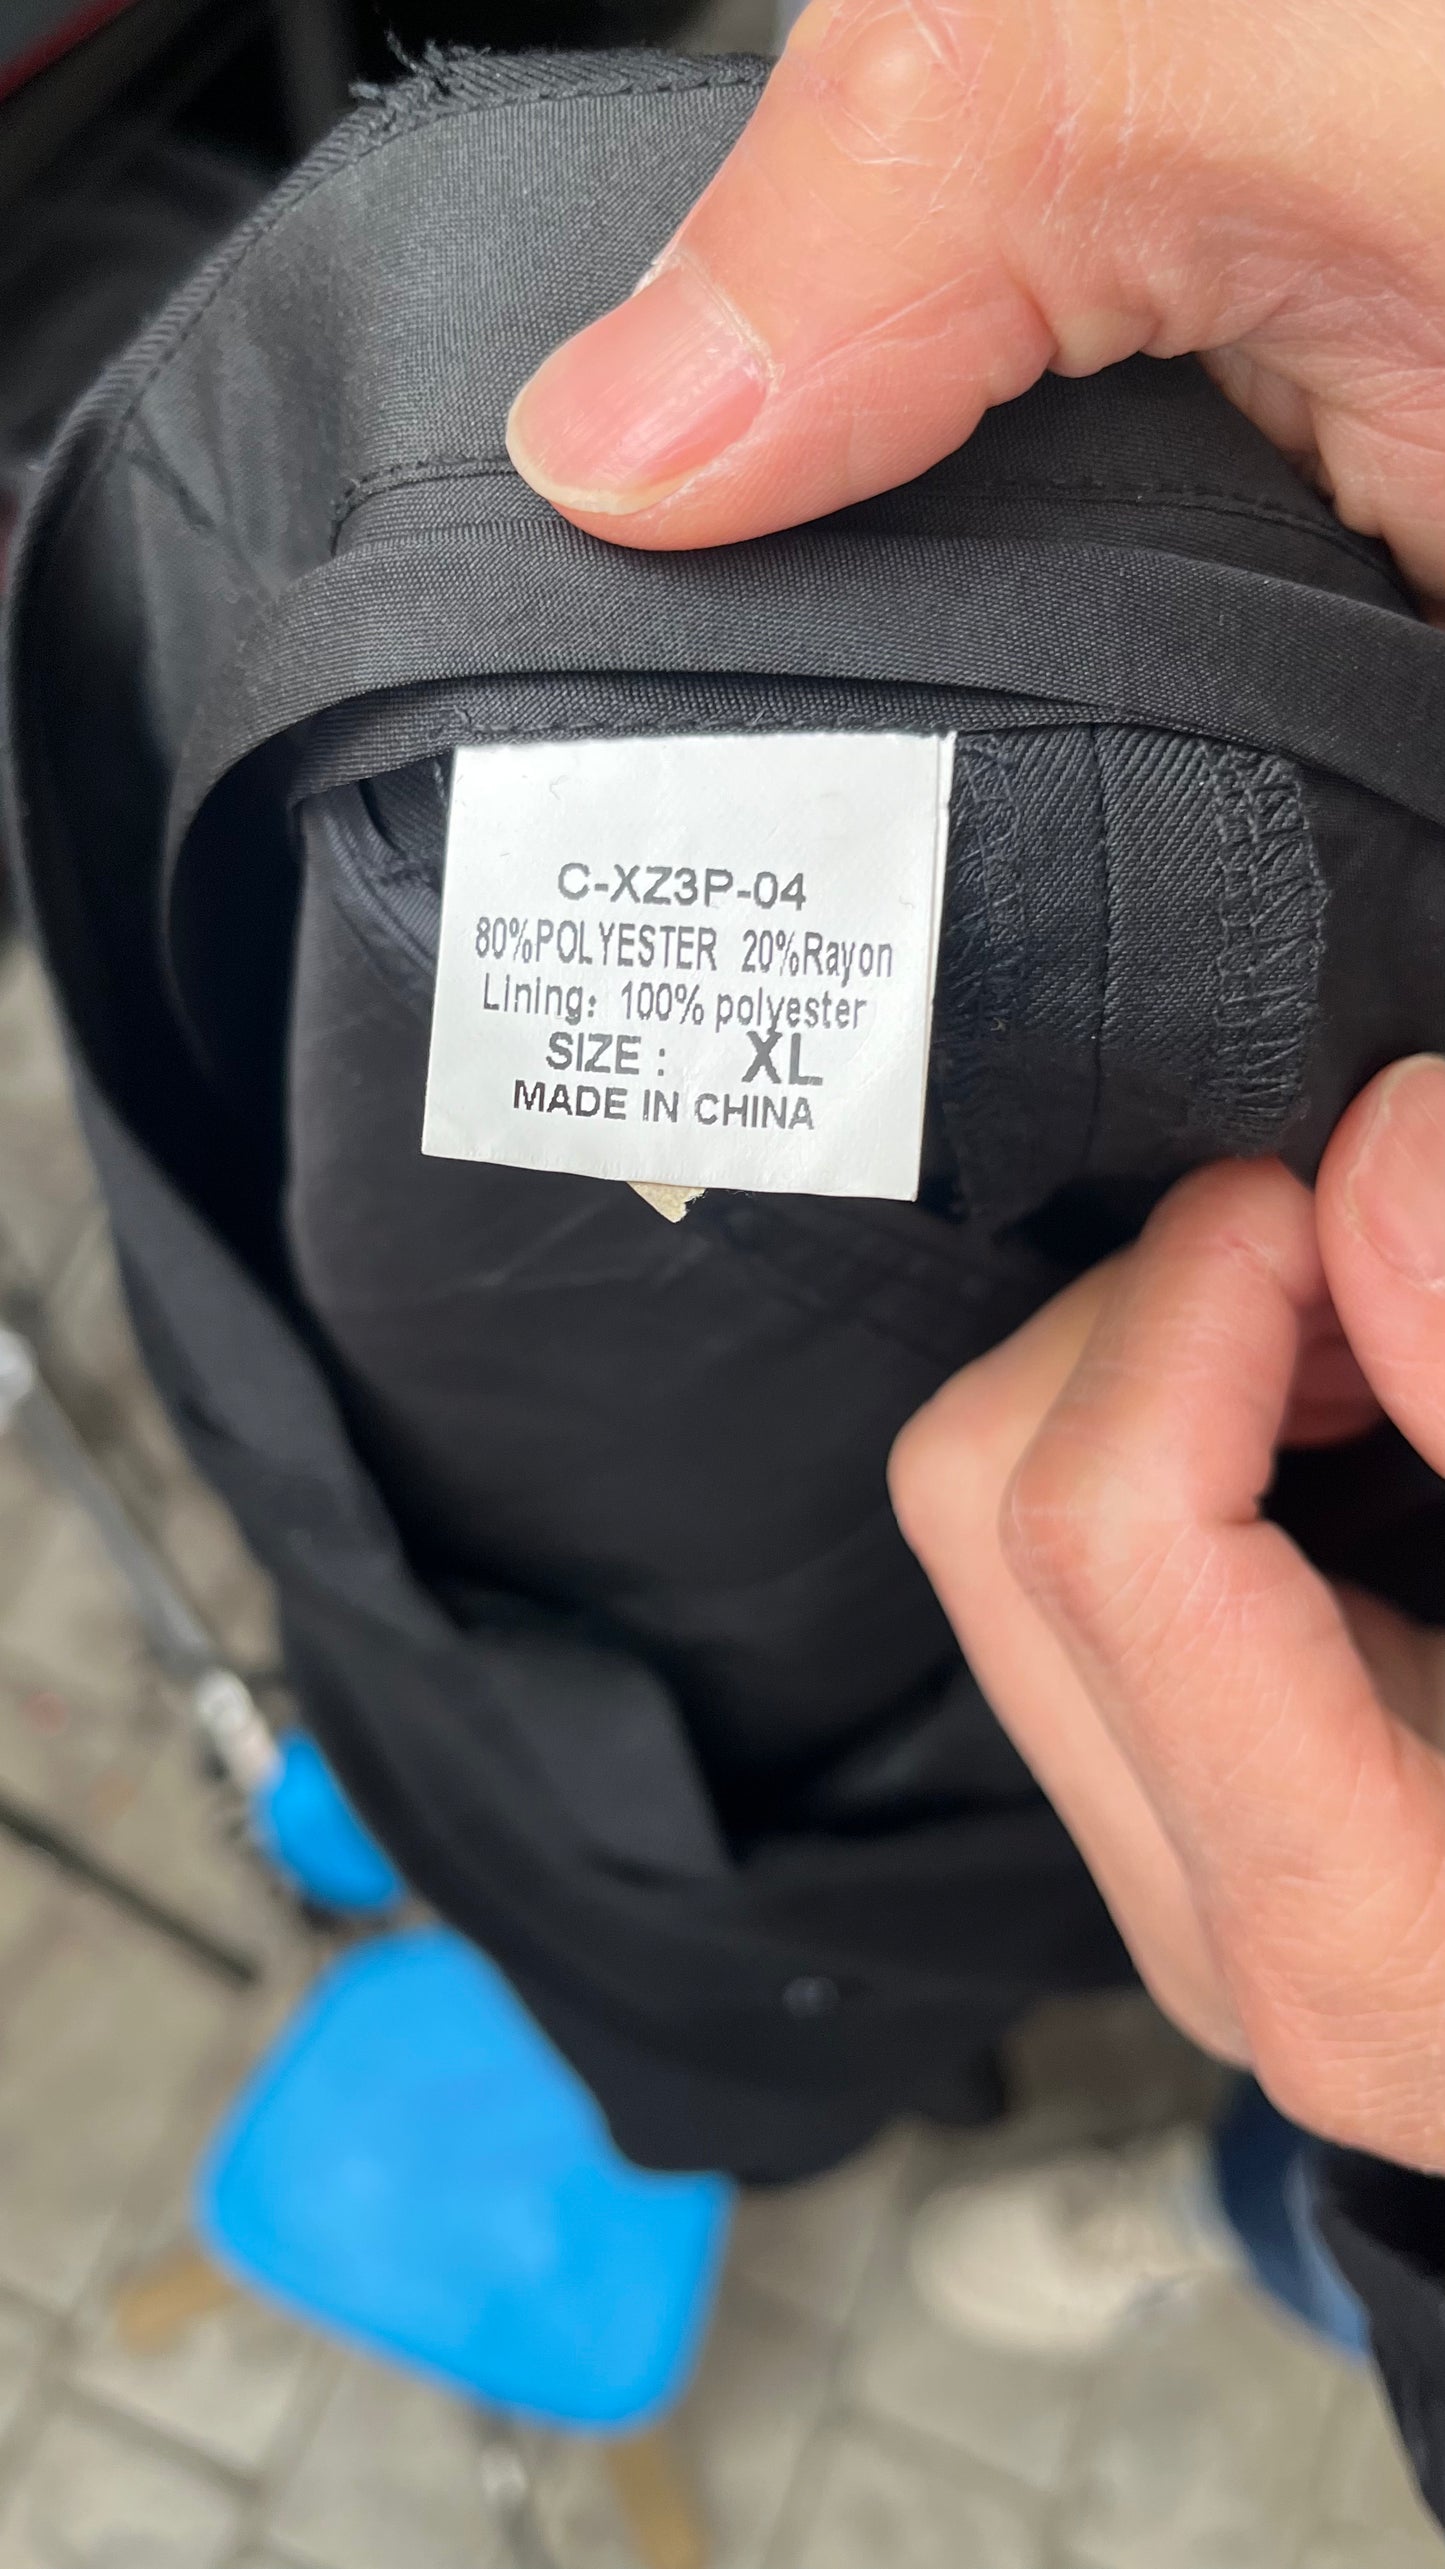 C-XZ3P-04
80%POLYESTER 20%Rayon
Lining: 100% polyester
SIZE : XL
MADE IN CHINA